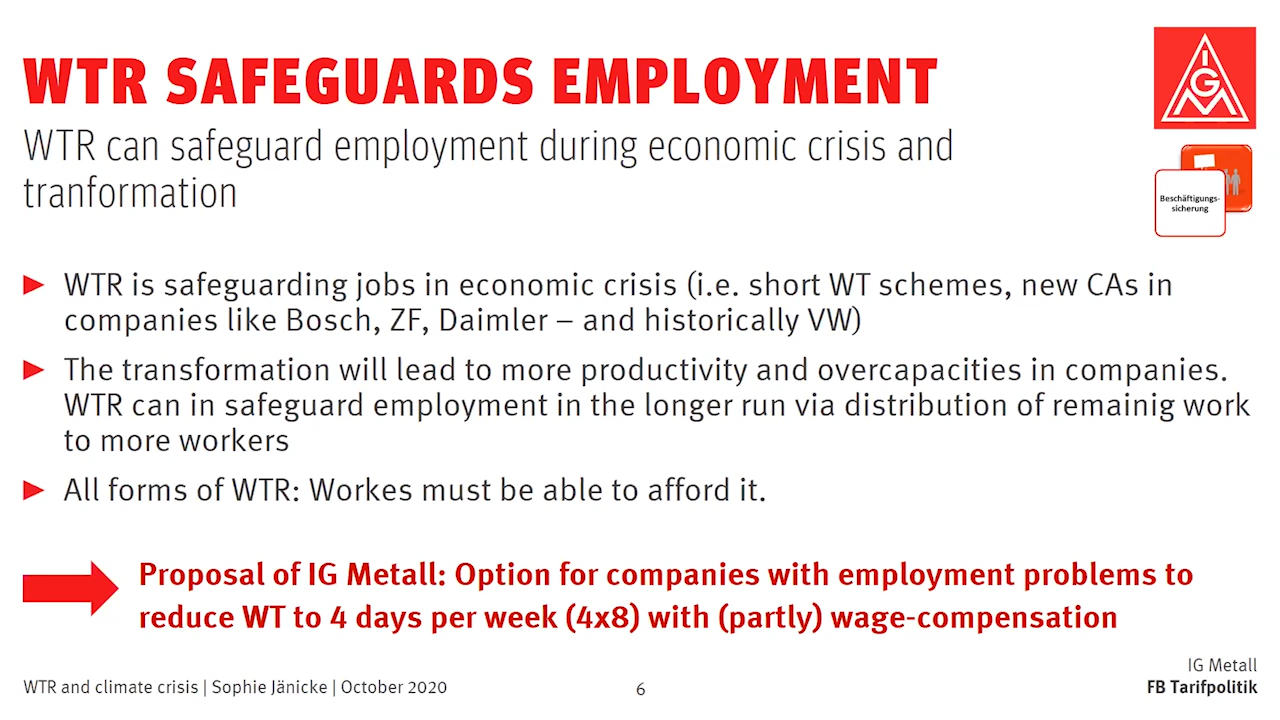 WTR SAFEGUARDS EMPLOYMENT
WTR can safeguard employment during economic crisis and
tranformation
IG
M
Beschäftigungs-
sicherung
WTR is safeguarding jobs in economic crisis (i.e. short WT schemes, new CAs in
companies like Bosch, ZF, Daimler – and historically VW)
The transformation will lead to more productivity and overcapacities in companies.
WTR can in safeguard employment in the longer run via distribution of remainig work
to more workers
All forms of WTR: Workes must be able to afford it.
Proposal of IG Metall: Option for companies with employment problems to
reduce WT to 4 days per week (4x8) with (partly) wage-compensation
WTR and climate crisis | Sophie Jänicke | October 2020
6
IG Metall
FB Tarifpolitik